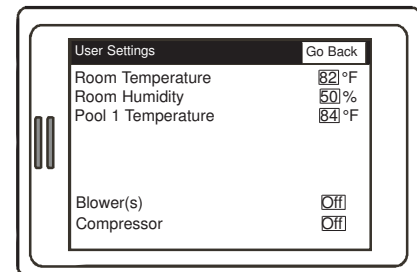 User Settings Go Back
Room Temperature 82 °F
Room Humidity 50 %
Pool 1 Temperature 84 °F
Blower(s) Off
Compressor Off